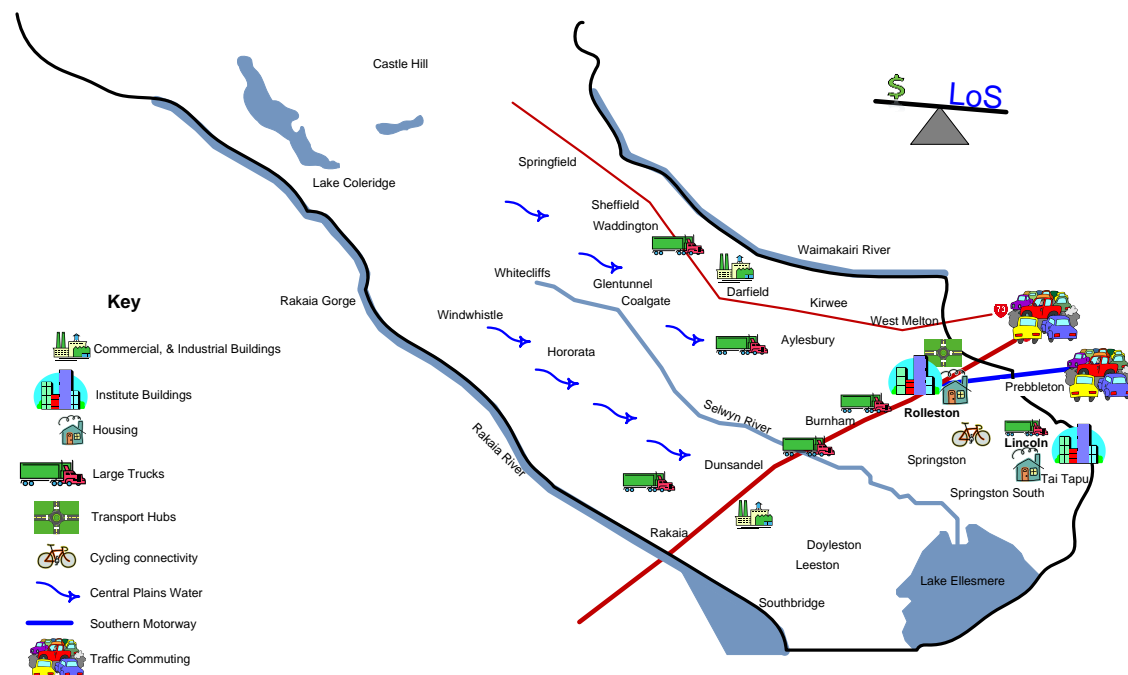 Castle Hill
$ LoS
Springfield
Lake Coleridge
Sheffield
Waddington
Waimakairi River
Whitecliffs
Glentunnel
Darfield
Coalgate
Rakaia Gorge
Kirwee
73
Windwhistle
West Melton
Aylesbury
Hororata
Prebbleton
Rolleston
Selwyn River
Burnham
Lincoln
Rakaia River
Dunsandel
Springston
Tai Tapu
Springston South
Rakaia
Doyleston
Leeston
Lake Ellesmere
Southbridge
Key
Commercial, & Industrial Buildings
Institute Buildings
Housing
Large Trucks
Transport Hubs
Cycling connectivity
Central Plains Water
Southern Motorway
Traffic Commuting